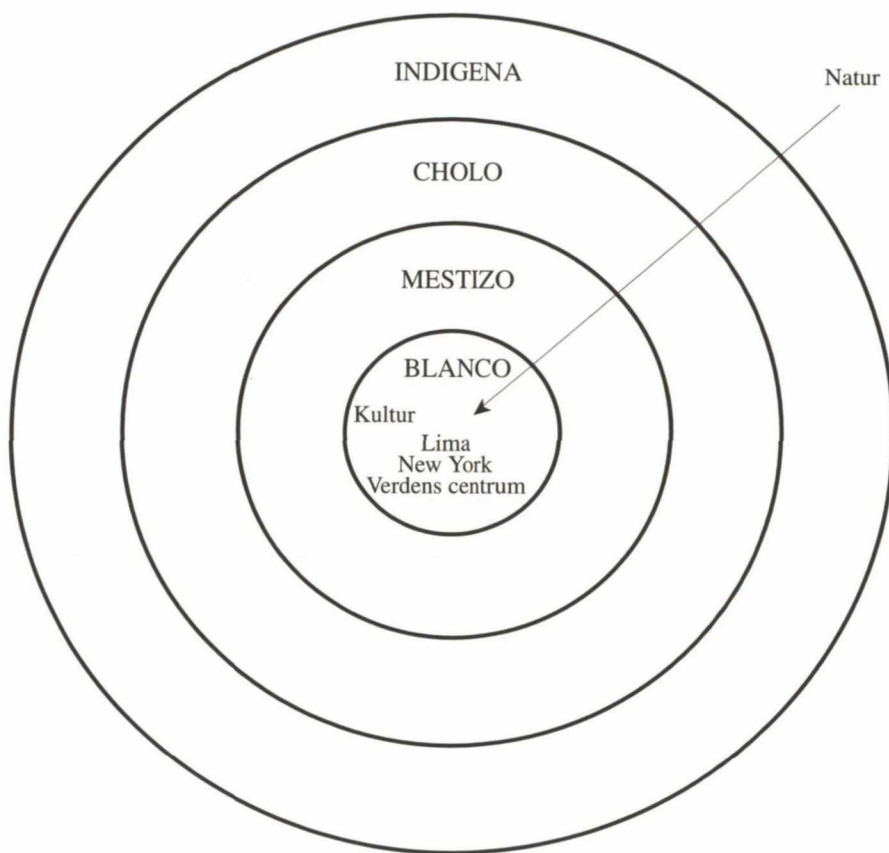 INDIGENA
Natur
CHOLO
MESTIZO
BLANCO
Kultur
Lima
New York
Verdens centrum